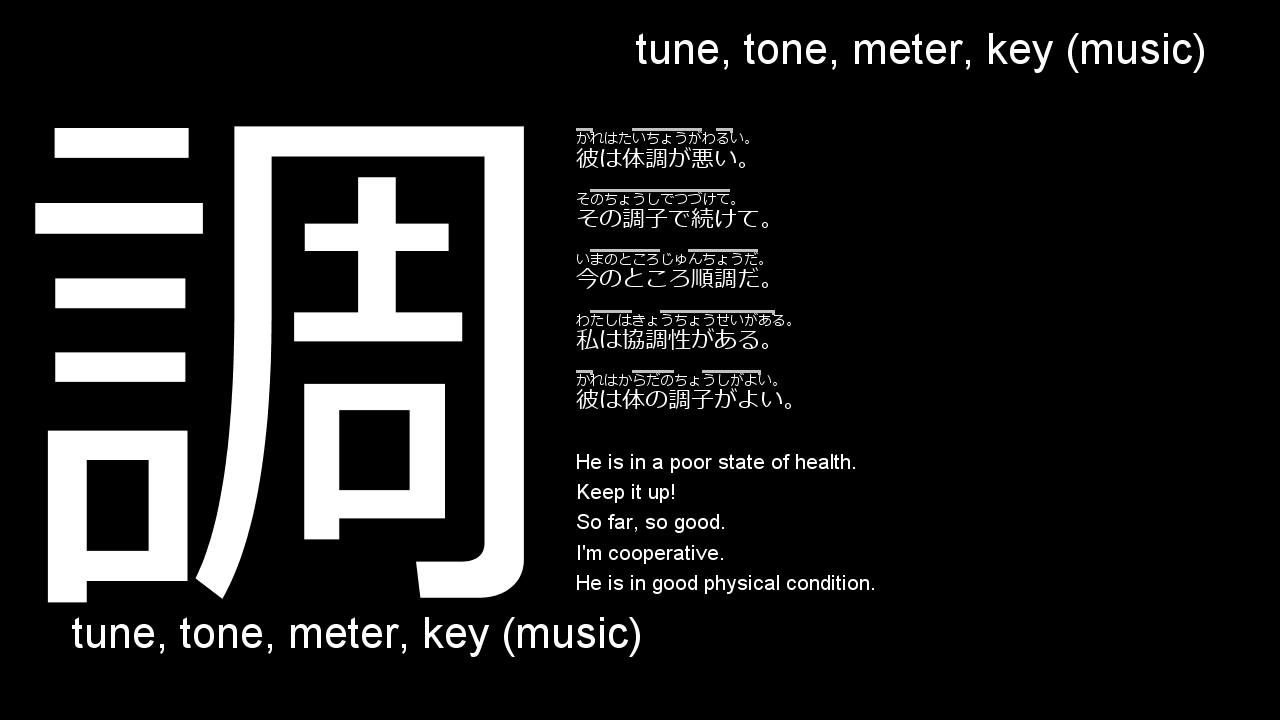 tune, tone, meter, key (music)
調
かれはたいちょうがわるい。
彼は体調が悪い。
そのちょうしでつづけて。
その調子で続けて。
いまのところじゅんちょうだ。
今のところ順調だ。
わたしはきょうちょうせいがある。
私は協調性がある。
かれはからだのちょうしがよい。
彼は体の調子がよい。
He is in a poor state of health.
Keep it up!
So far, so good.
I'm cooperative.
He is in good physical condition.
tune, tone, meter, key (music)